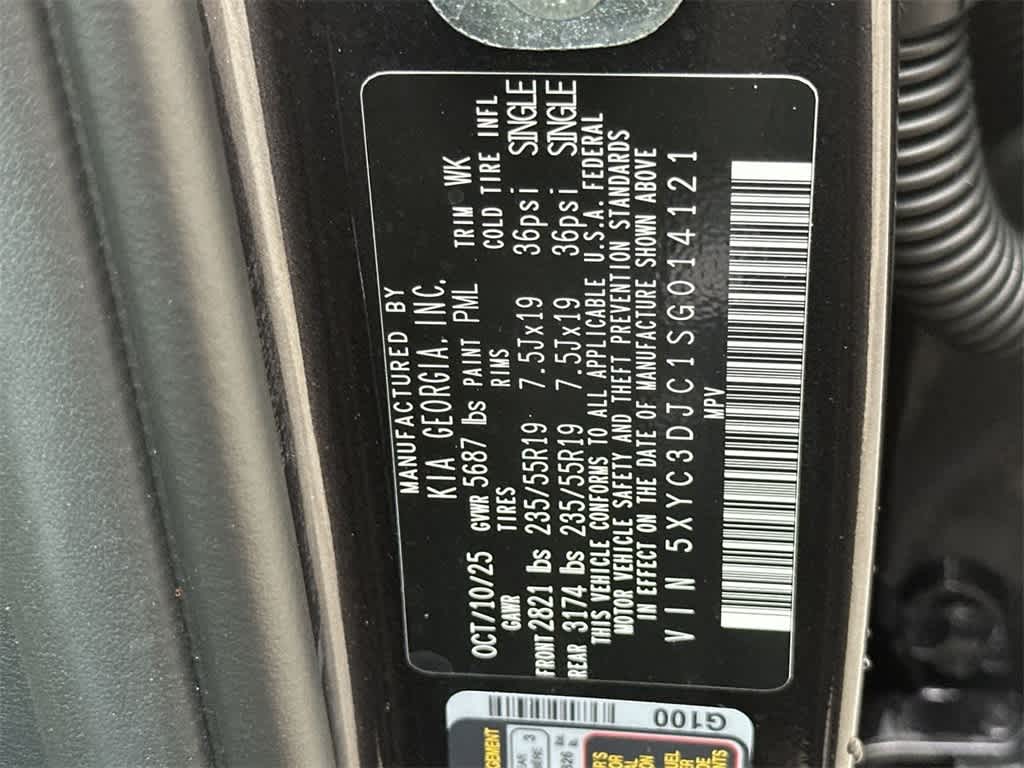 MANUFACTURED BY
KIA GEORGIA, INC.
OCT/10/25 GVWR 5687 lbs PAINT PML TRIM WK
GAWR TIRES RIMS COLD TIRE INFL
FRONT 2821 lbs 235/55R19 7.5Jx19 36psi SINGLE
REAR 3174 lbs 235/55R19 7.5Jx19 36psi SINGLE
THIS VEHICLE CONFORMS TO ALL APPLICABLE U.S.A. FEDERAL
MOTOR VEHICLE SAFETY AND THEFT PREVENTION STANDARDS
IN EFFECT ON THE DATE OF MANUFACTURE SHOWN ABOVE
VIN 5XYC3DJC1SG014121
MPV
G100